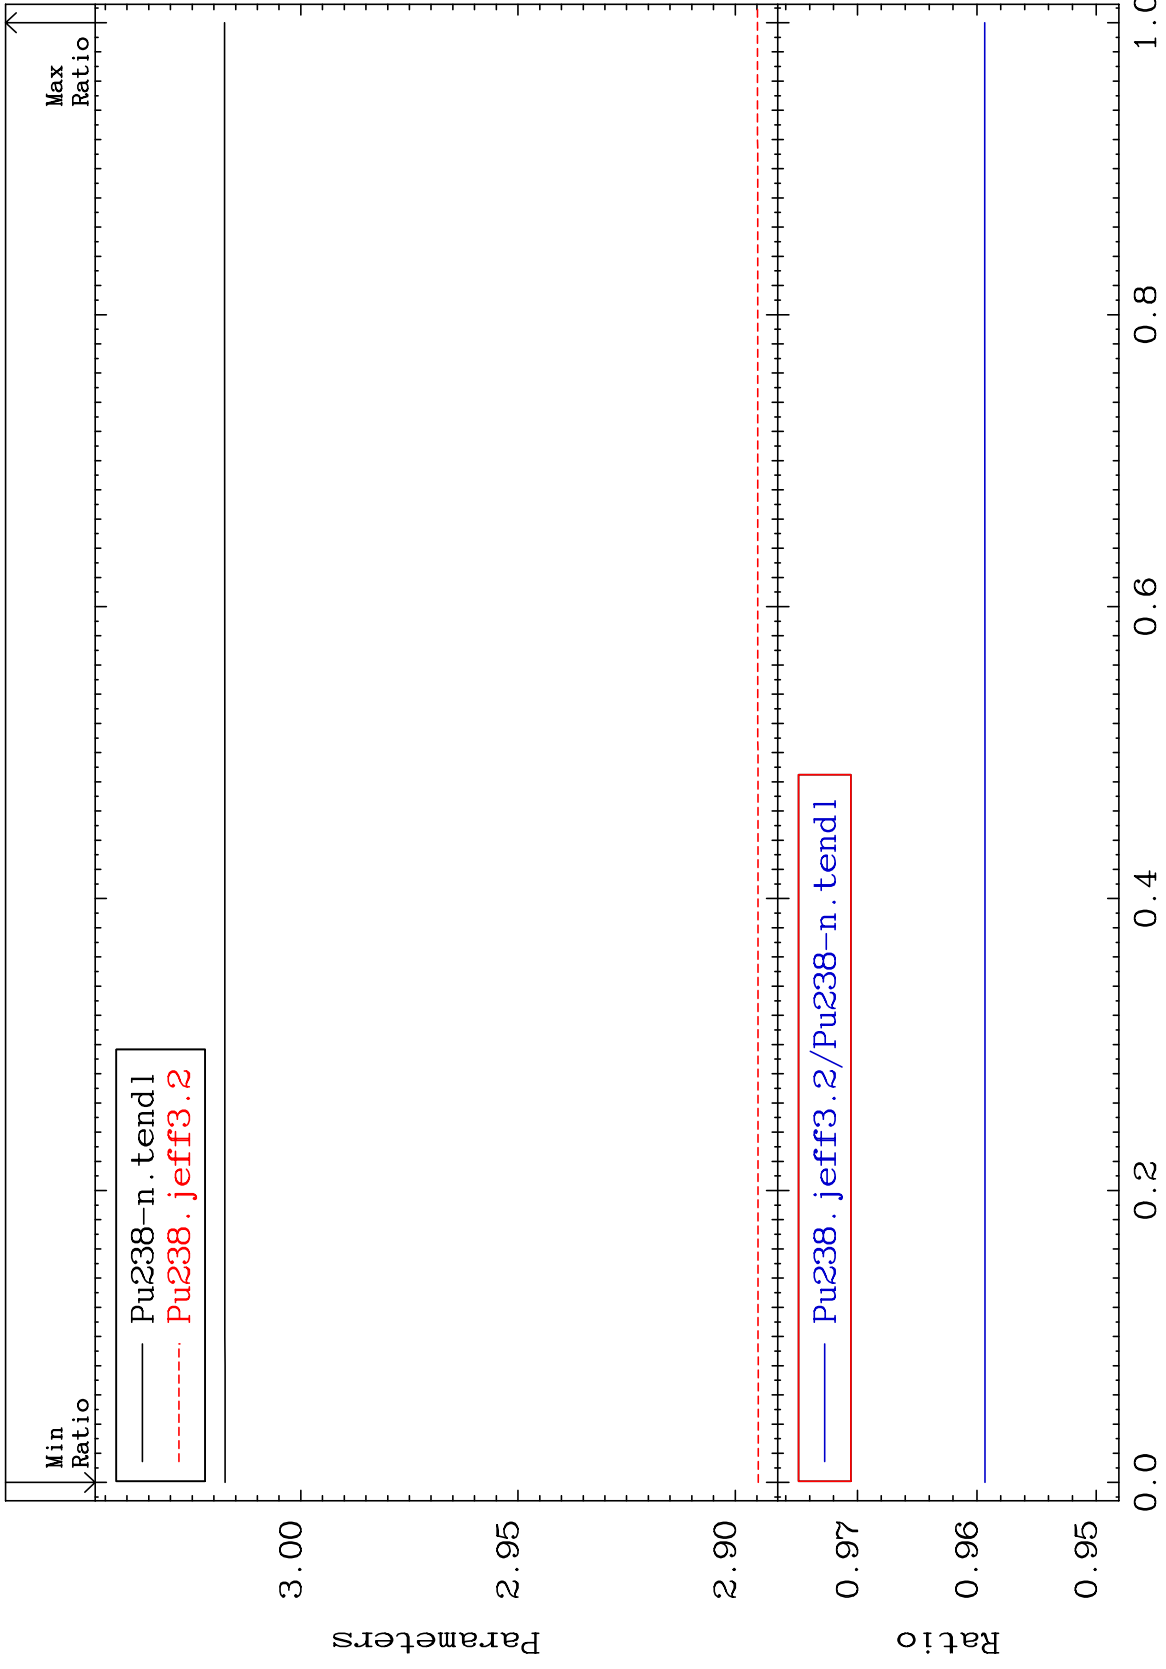 Min
Ratio
Max
Ratio
Pu238-n.tendl
Pu238.jeff3.2
3.00
2.95
2.90
Parameters
Pu238.jeff3.2/Pu238-n.tendl
0.97
0.96
0.95
Ratio
0.0
0.2
0.4
0.6
0.8
1.0